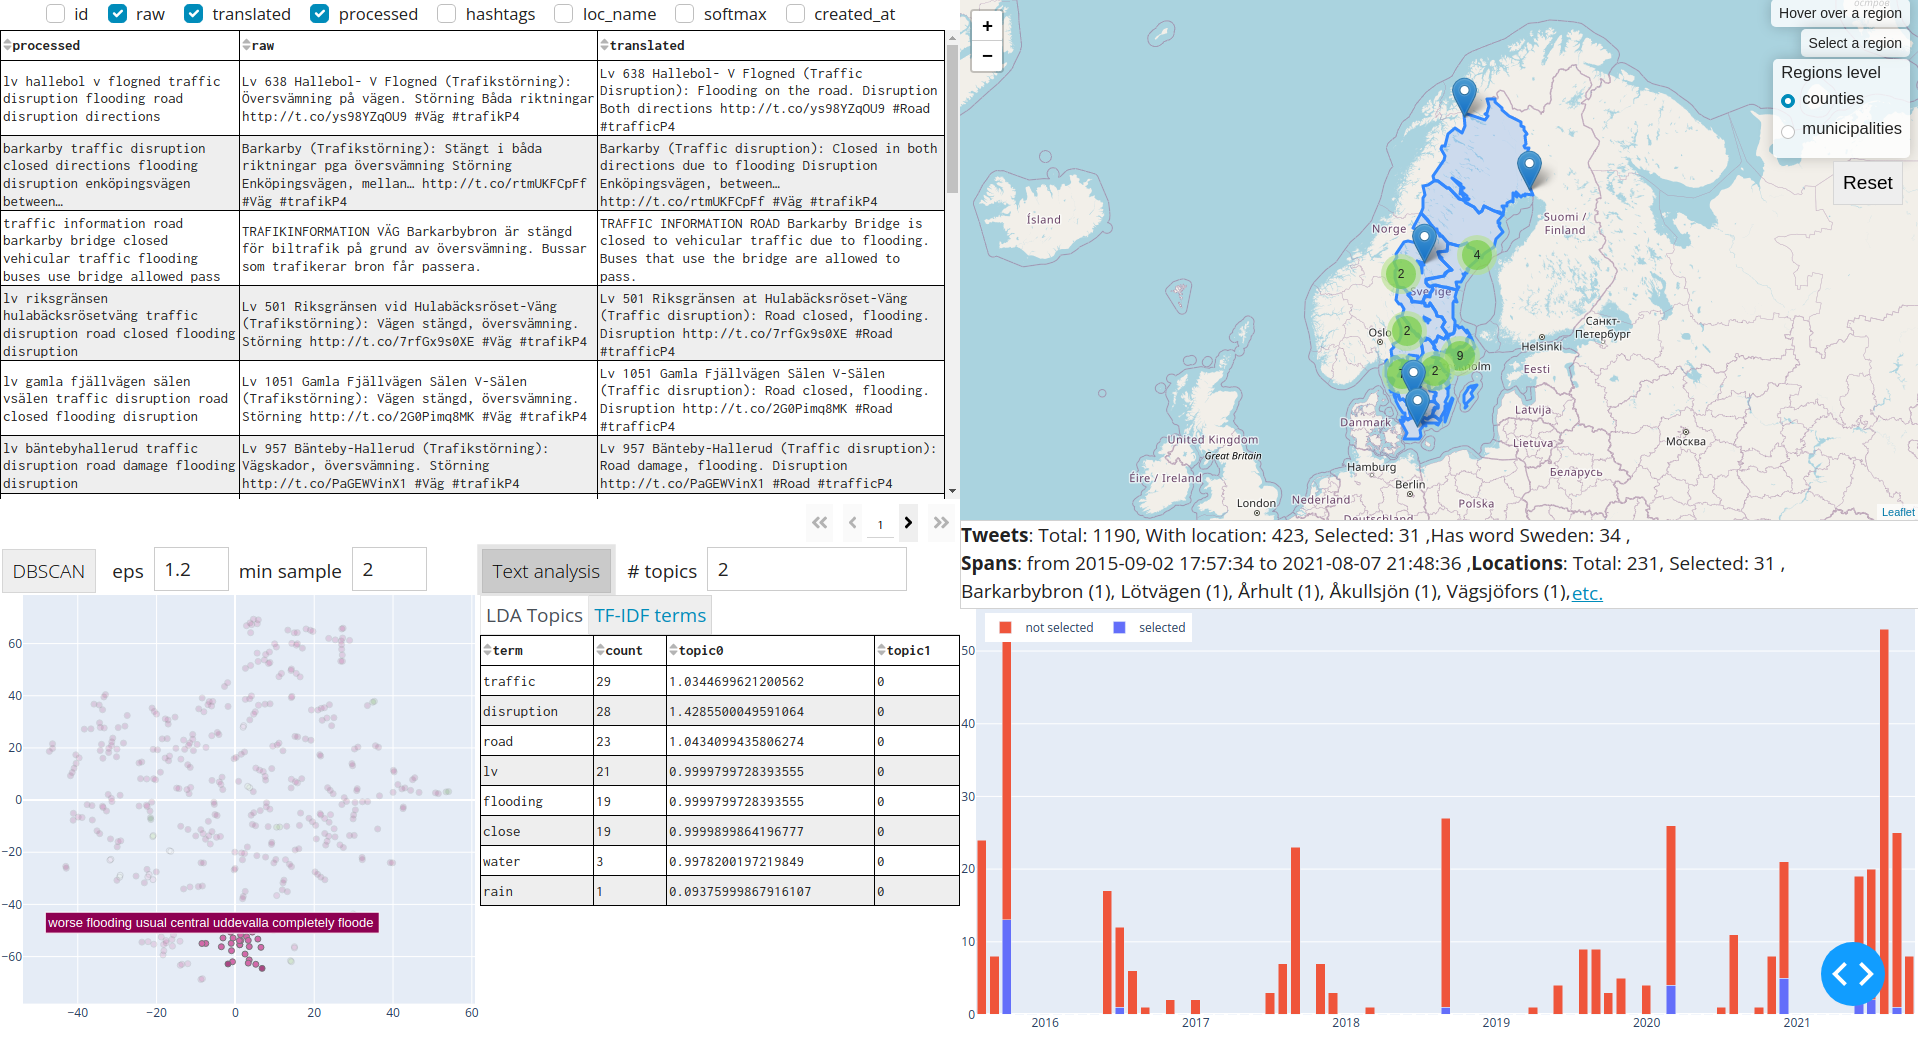 id raw translated processed hashtags loc_name softmax created_at
processed raw translated
lv hallebol v flogned traffic
disruption flooding road
disruption directions
Lv 638 Hallebol- V Flogned (Trafikstörning):
Översvämning på vägen. Störning Båda riktningar
http://t.co/ys98YZqOU9 #Väg #trafikP4
Lv 638 Hallebol- V Flogned (Traffic
Disruption): Flooding on the road. Disruption
Both directions http://t.co/ys98YZqOU9 #Road
#trafficP4
barkarby traffic disruption
closed directions flooding
disruption enköpingsvägen
between…
Barkarby (Trafikstörning): Stängt i båda
riktningar pga översvämning Störning
Enköpingsvägen, mellan… http://t.co/rtmUKFCpFf
#Väg #trafikP4
Barkarby (Traffic disruption): Closed in both
directions due to flooding Disruption
Enköpingsvägen, between…
http://t.co/rtmUKFCpFf #Väg #trafikP4
traffic information road
barkarby bridge closed
vehicular traffic flooding
buses use bridge allowed pass
TRAFIKINFORMATION VÄG Barkarbybron är stängd
för biltrafik på grund av översvämning. Bussar
som trafikerar bron får passera.
TRAFFIC INFORMATION ROAD Barkarby Bridge is
closed to vehicular traffic due to flooding.
Buses that use the bridge are allowed to
pass.
lv riksgränsen
hulabäcksrösetväng traffic
disruption road closed flooding
disruption
Lv 501 Riksgränsen vid Hulabäcksröset-Väng
(Trafikstörning): Vägen stängd, översvämning.
Störning http://t.co/7rfGx9s0XE #Väg #trafikP4
Lv 501 Riksgränsen at Hulabäcksröset-Väng
(Traffic disruption): Road closed, flooding.
Disruption http://t.co/7rfGx9s0XE #Road
#trafficP4
lv gamla fjällvägen sälen
vsälen traffic disruption road
closed flooding disruption
Lv 1051 Gamla Fjällvägen Sälen V-Sälen
(Trafikstörning): Vägen stängd, översvämning.
Störning http://t.co/2G0Pimq8MK #Väg #trafikP4
Lv 1051 Gamla Fjällvägen Sälen V-Sälen
(Traffic disruption): Road closed, flooding.
Disruption http://t.co/2G0Pimq8MK #Road
#trafficP4
lv bäntebyhallerud traffic
disruption road damage flooding
disruption
Lv 957 Bänteby-Hallerud (Trafikstörning):
Vägskador, översvämning. Störning
http://t.co/PaGEWVinX1 #Väg #trafikP4
Lv 957 Bänteby-Hallerud (Traffic disruption):
Road damage, flooding. Disruption
http://t.co/PaGEWVinX1 #Road #trafficP4
1
DBSCAN eps 1.2 min sample 2
Text analysis # topics 2
LDA Topics TF-IDF terms
term count topic0 topic1
traffic 29 1.0344699621200562 0
disruption 28 1.4285500049591064 0
road 23 1.0434099435806274 0
lv 21 0.9999799728393555 0
flooding 19 0.9999799728393555 0
close 19 0.9999899864196777 0
water 3 0.9978200197219849 0
rain 1 0.09375999867916107 0
60
40
20
0
−20
−40
−60
−40 −20 0 20 40 60
worse flooding usual central uddevalla completely floode
+
−
Hover over a region
Select a region
Regions level
counties
municipalities
Reset
Ísland
Norge
Suomi /
Finland
Sverige
Oslo
Helsinki
Санкт-
Петербург
Eesti
Latvija
Lietuva
Danmark
Москва
Беларусь
United Kingdom
Great Britain
Éire / Ireland
Hamburg
Berlin
London
Nederland
Polska
Deutschland
holm
2
4
2
9
2
Leaflet
Tweets: Total: 1190, With location: 423, Selected: 31 ,Has word Sweden: 34 ,
Spans: from 2015-09-02 17:57:34 to 2021-08-07 21:48:36 ,Locations: Total: 231, Selected: 31 ,
Barkarbybron (1), Lötvägen (1), Århult (1), Åkullsjön (1), Vägsjöfors (1),etc.
not selected selected
50
40
30
20
10
0
2016 2017 2018 2019 2020 2021